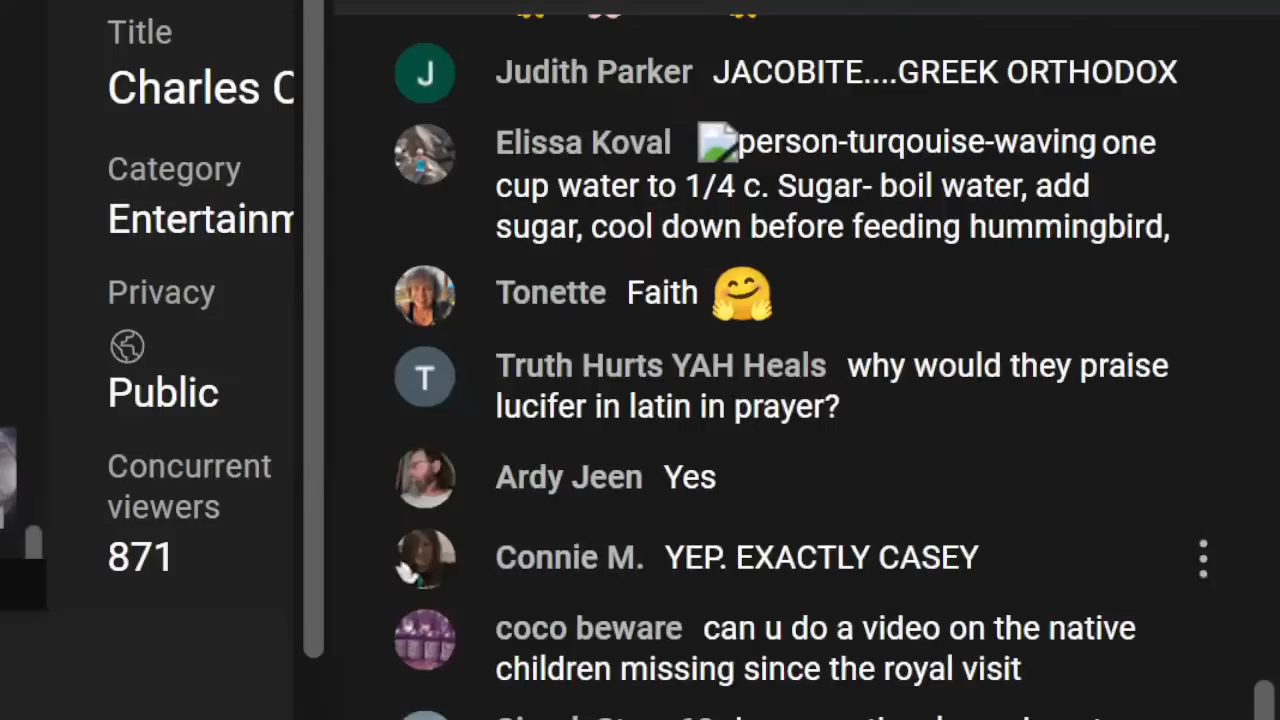 Title
Charles C
Category
Entertainm
Privacy
Public
Concurrent
viewers
871
Judith Parker JACOBITE....GREEK ORTHODOX
Elissa Koval person-turqouise-waving one
cup water to 1/4 c. Sugar- boil water, add
sugar, cool down before feeding hummingbird,
Tonette Faith 🤗
Truth Hurts YAH Heals why would they praise
lucifer in latin in prayer?
Ardy Jeen Yes
Connie M. YEP. EXACTLY CASEY
coco beware can u do a video on the native
children missing since the royal visit